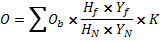 O = ∑ O_b × (H_f × Y_f) / (H_N × Y_N) × K